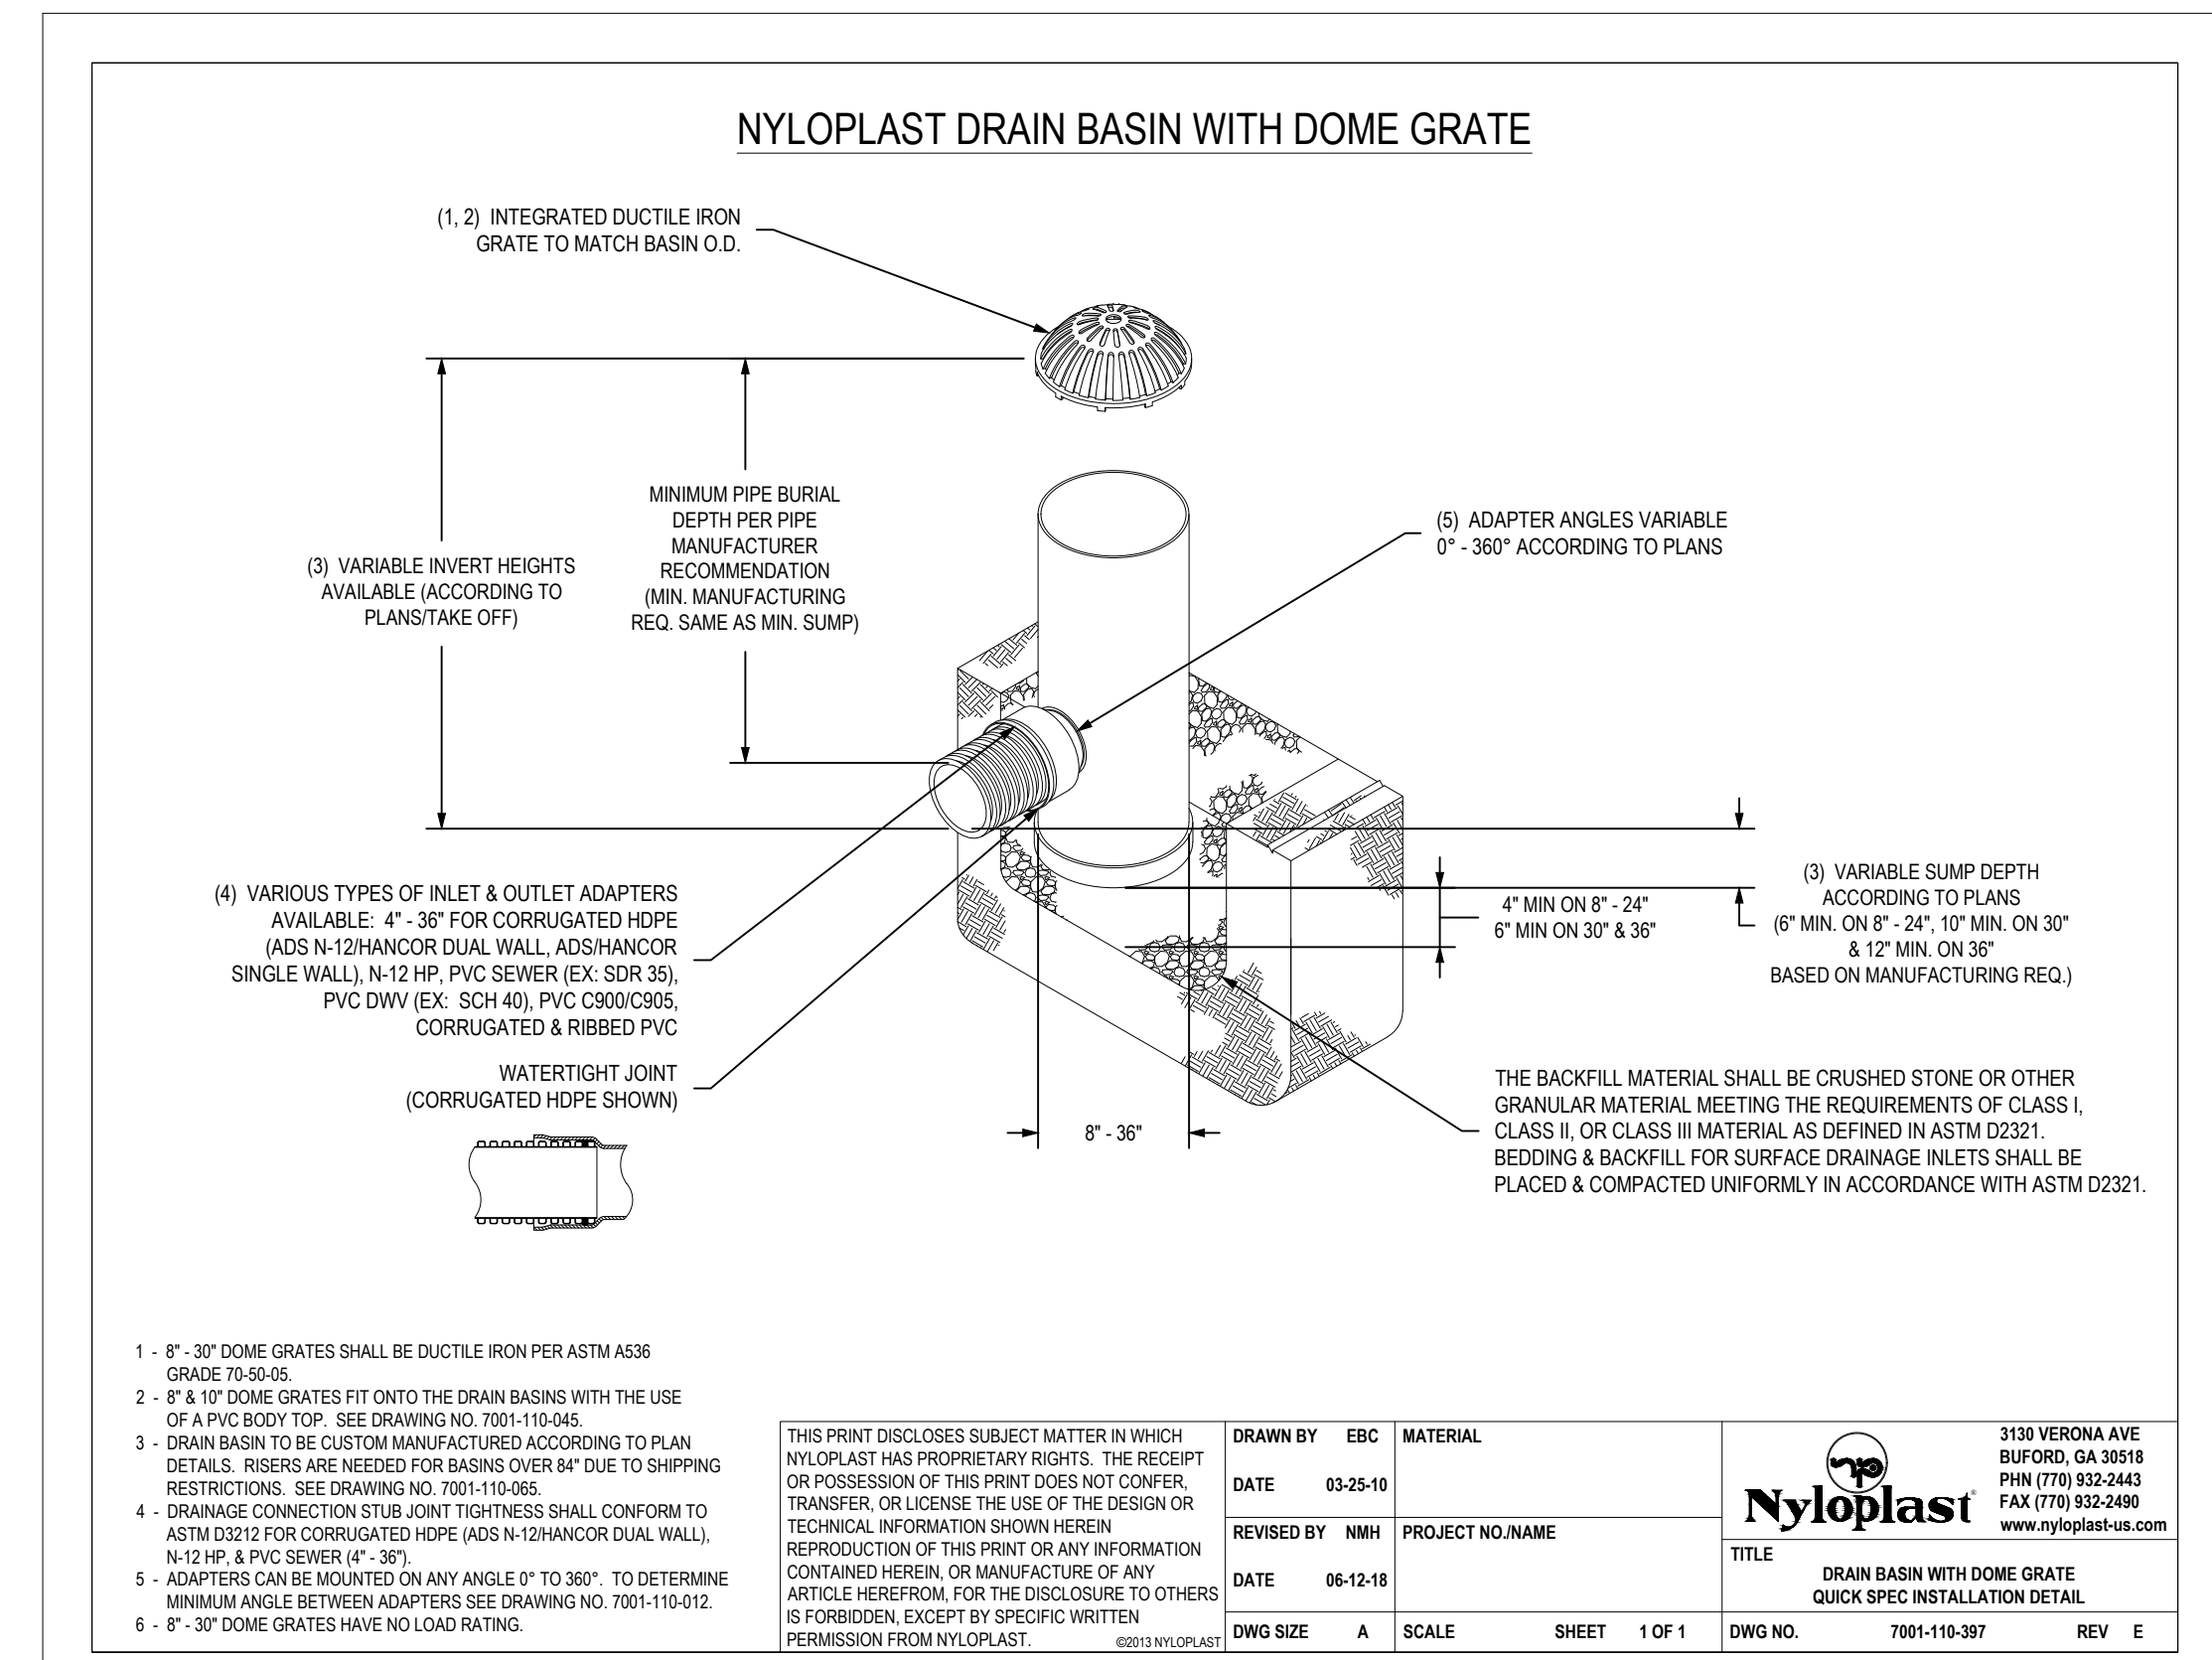 NYLOPLAST DRAIN BASIN WITH DOME GRATE
(1, 2) INTEGRATED DUCTILE IRON
GRATE TO MATCH BASIN O.D.
MINIMUM PIPE BURIAL
DEPTH PER PIPE
MANUFACTURER
RECOMMENDATION
(MIN. MANUFACTURING
REQ. SAME AS MIN. SUMP)
(5) ADAPTER ANGLES VARIABLE
0° - 360° ACCORDING TO PLANS
(3) VARIABLE INVERT HEIGHTS
AVAILABLE (ACCORDING TO
PLANS/TAKE OFF)
(4) VARIOUS TYPES OF INLET & OUTLET ADAPTERS
AVAILABLE: 4" - 36" FOR CORRUGATED HDPE
(ADS N-12/HANCOR DUAL WALL, ADS/HANCOR
SINGLE WALL), N-12 HP, PVC SEWER (EX: SDR 35),
PVC DWV (EX: SCH 40), PVC C900/C905,
CORRUGATED & RIBBED PVC
4" MIN ON 8" - 24"
6" MIN ON 30" & 36"
(3) VARIABLE SUMP DEPTH
ACCORDING TO PLANS
(6" MIN. ON 8" - 24", 10" MIN. ON 30"
& 12" MIN. ON 36"
BASED ON MANUFACTURING REQ.)
WATERTIGHT JOINT
(CORRUGATED HDPE SHOWN)
8" - 36"
THE BACKFILL MATERIAL SHALL BE CRUSHED STONE OR OTHER
GRANULAR MATERIAL MEETING THE REQUIREMENTS OF CLASS I,
CLASS II, OR CLASS III MATERIAL AS DEFINED IN ASTM D2321.
BEDDING & BACKFILL FOR SURFACE DRAINAGE INLETS SHALL BE
PLACED & COMPACTED UNIFORMLY IN ACCORDANCE WITH ASTM D2321.
1 - 8" - 30" DOME GRATES SHALL BE DUCTILE IRON PER ASTM A536
GRADE 70-50-05.
2 - 8" & 10" DOME GRATES FIT ONTO THE DRAIN BASINS WITH THE USE
OF A PVC BODY TOP. SEE DRAWING NO. 7001-110-045.
3 - DRAIN BASIN TO BE CUSTOM MANUFACTURED ACCORDING TO PLAN
DETAILS. RISERS ARE NEEDED FOR BASINS OVER 84" DUE TO SHIPPING
RESTRICTIONS. SEE DRAWING NO. 7001-110-065.
4 - DRAINAGE CONNECTION STUB JOINT TIGHTNESS SHALL CONFORM TO
ASTM D3212 FOR CORRUGATED HDPE (ADS N-12/HANCOR DUAL WALL),
N-12 HP, & PVC SEWER (4" - 36").
5 - ADAPTERS CAN BE MOUNTED ON ANY ANGLE 0° TO 360°. TO DETERMINE
MINIMUM ANGLE BETWEEN ADAPTERS SEE DRAWING NO. 7001-110-012.
6 - 8" - 30" DOME GRATES HAVE NO LOAD RATING.
THIS PRINT DISCLOSES SUBJECT MATTER IN WHICH
NYLOPLAST HAS PROPRIETARY RIGHTS. THE RECEIPT
OR POSSESSION OF THIS PRINT DOES NOT CONFER,
TRANSFER, OR LICENSE THE USE OF THE DESIGN OR
TECHNICAL INFORMATION SHOWN HEREIN
REPRODUCTION OF THIS PRINT OR ANY INFORMATION
CONTAINED HEREIN, OR MANUFACTURE OF ANY
ARTICLE HEREFROM, FOR THE DISCLOSURE TO OTHERS
IS FORBIDDEN, EXCEPT BY SPECIFIC WRITTEN
PERMISSION FROM NYLOPLAST. ©2013 NYLOPLAST
DRAWN BY EBC
DATE 03-25-10
REVISED BY NMH
DATE 06-12-18
DWG SIZE A
MATERIAL
PROJECT NO./NAME
SCALE SHEET 1 OF 1
Nyloplast®
3130 VERONA AVE
BUFORD, GA 30518
PHN (770) 932-2443
FAX (770) 932-2490
www.nyloplast-us.com
TITLE
DRAIN BASIN WITH DOME GRATE
QUICK SPEC INSTALLATION DETAIL
DWG NO. 7001-110-397 REV E